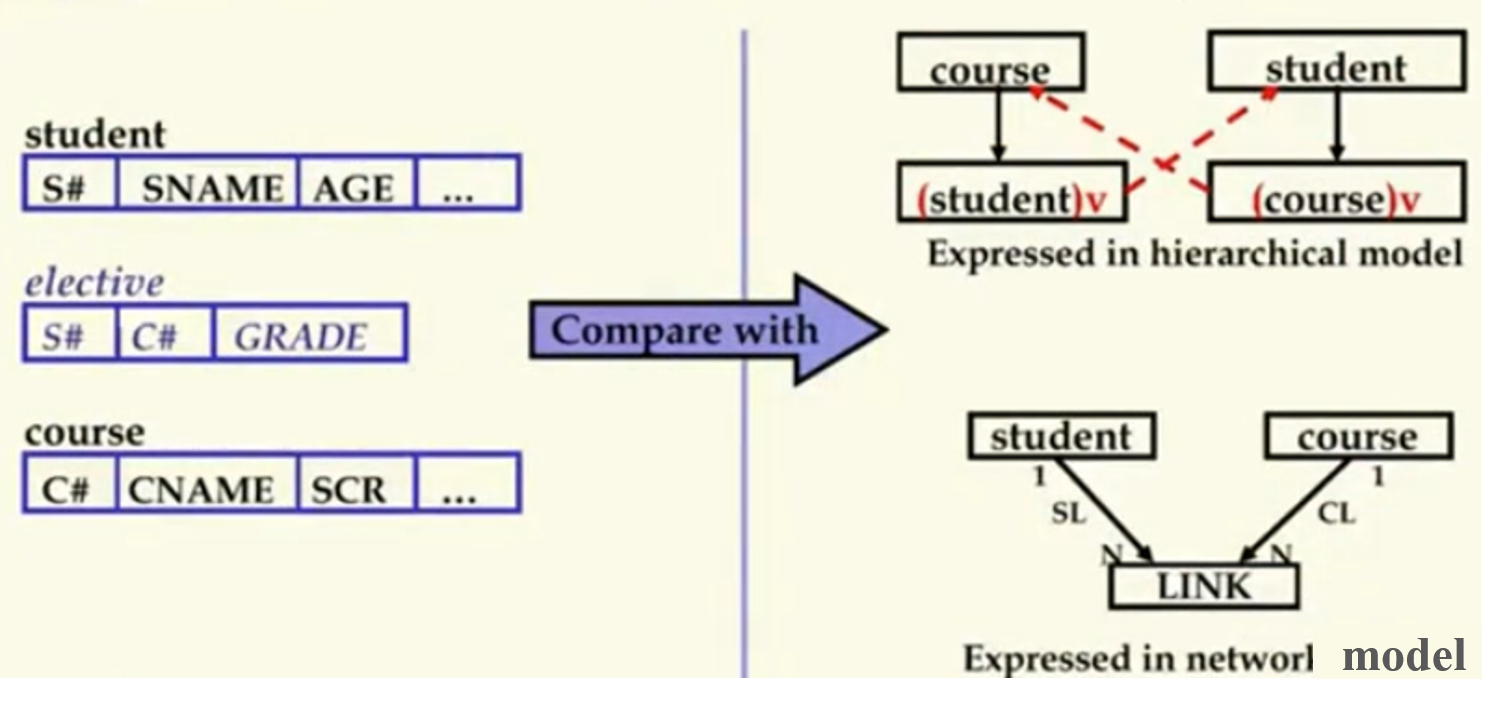 student
S# SNAME AGE ...
elective
S# C# GRADE
course
C# CNAME SCR ...
Compare with
course student
(student)v (course)v
Expressed in hierarchical model
student course
1 1
SL CL
N N
LINK
Expressed in network model